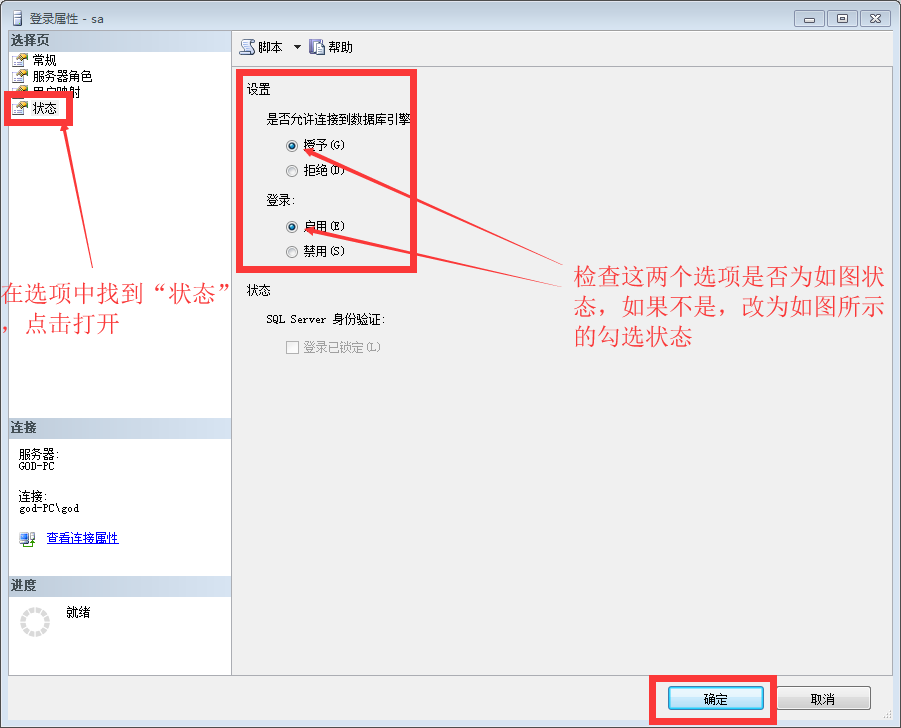 登录属性 - sa
选择页
常规
服务器角色
用户映射
状态
脚本
帮助
设置
是否允许连接到数据库引擎
授予(G)
拒绝(D)
登录:
启用(E)
禁用(S)
状态
SQL Server 身份验证:
登录已锁定(L)
在选项中找到“状态”
，点击打开
检查这两个选项是否为如图状
态，如果不是，改为如图所示
的勾选状态
连接
服务器:
GOD-PC
连接:
god-PC\god
查看连接属性
进度
就绪
确定
取消